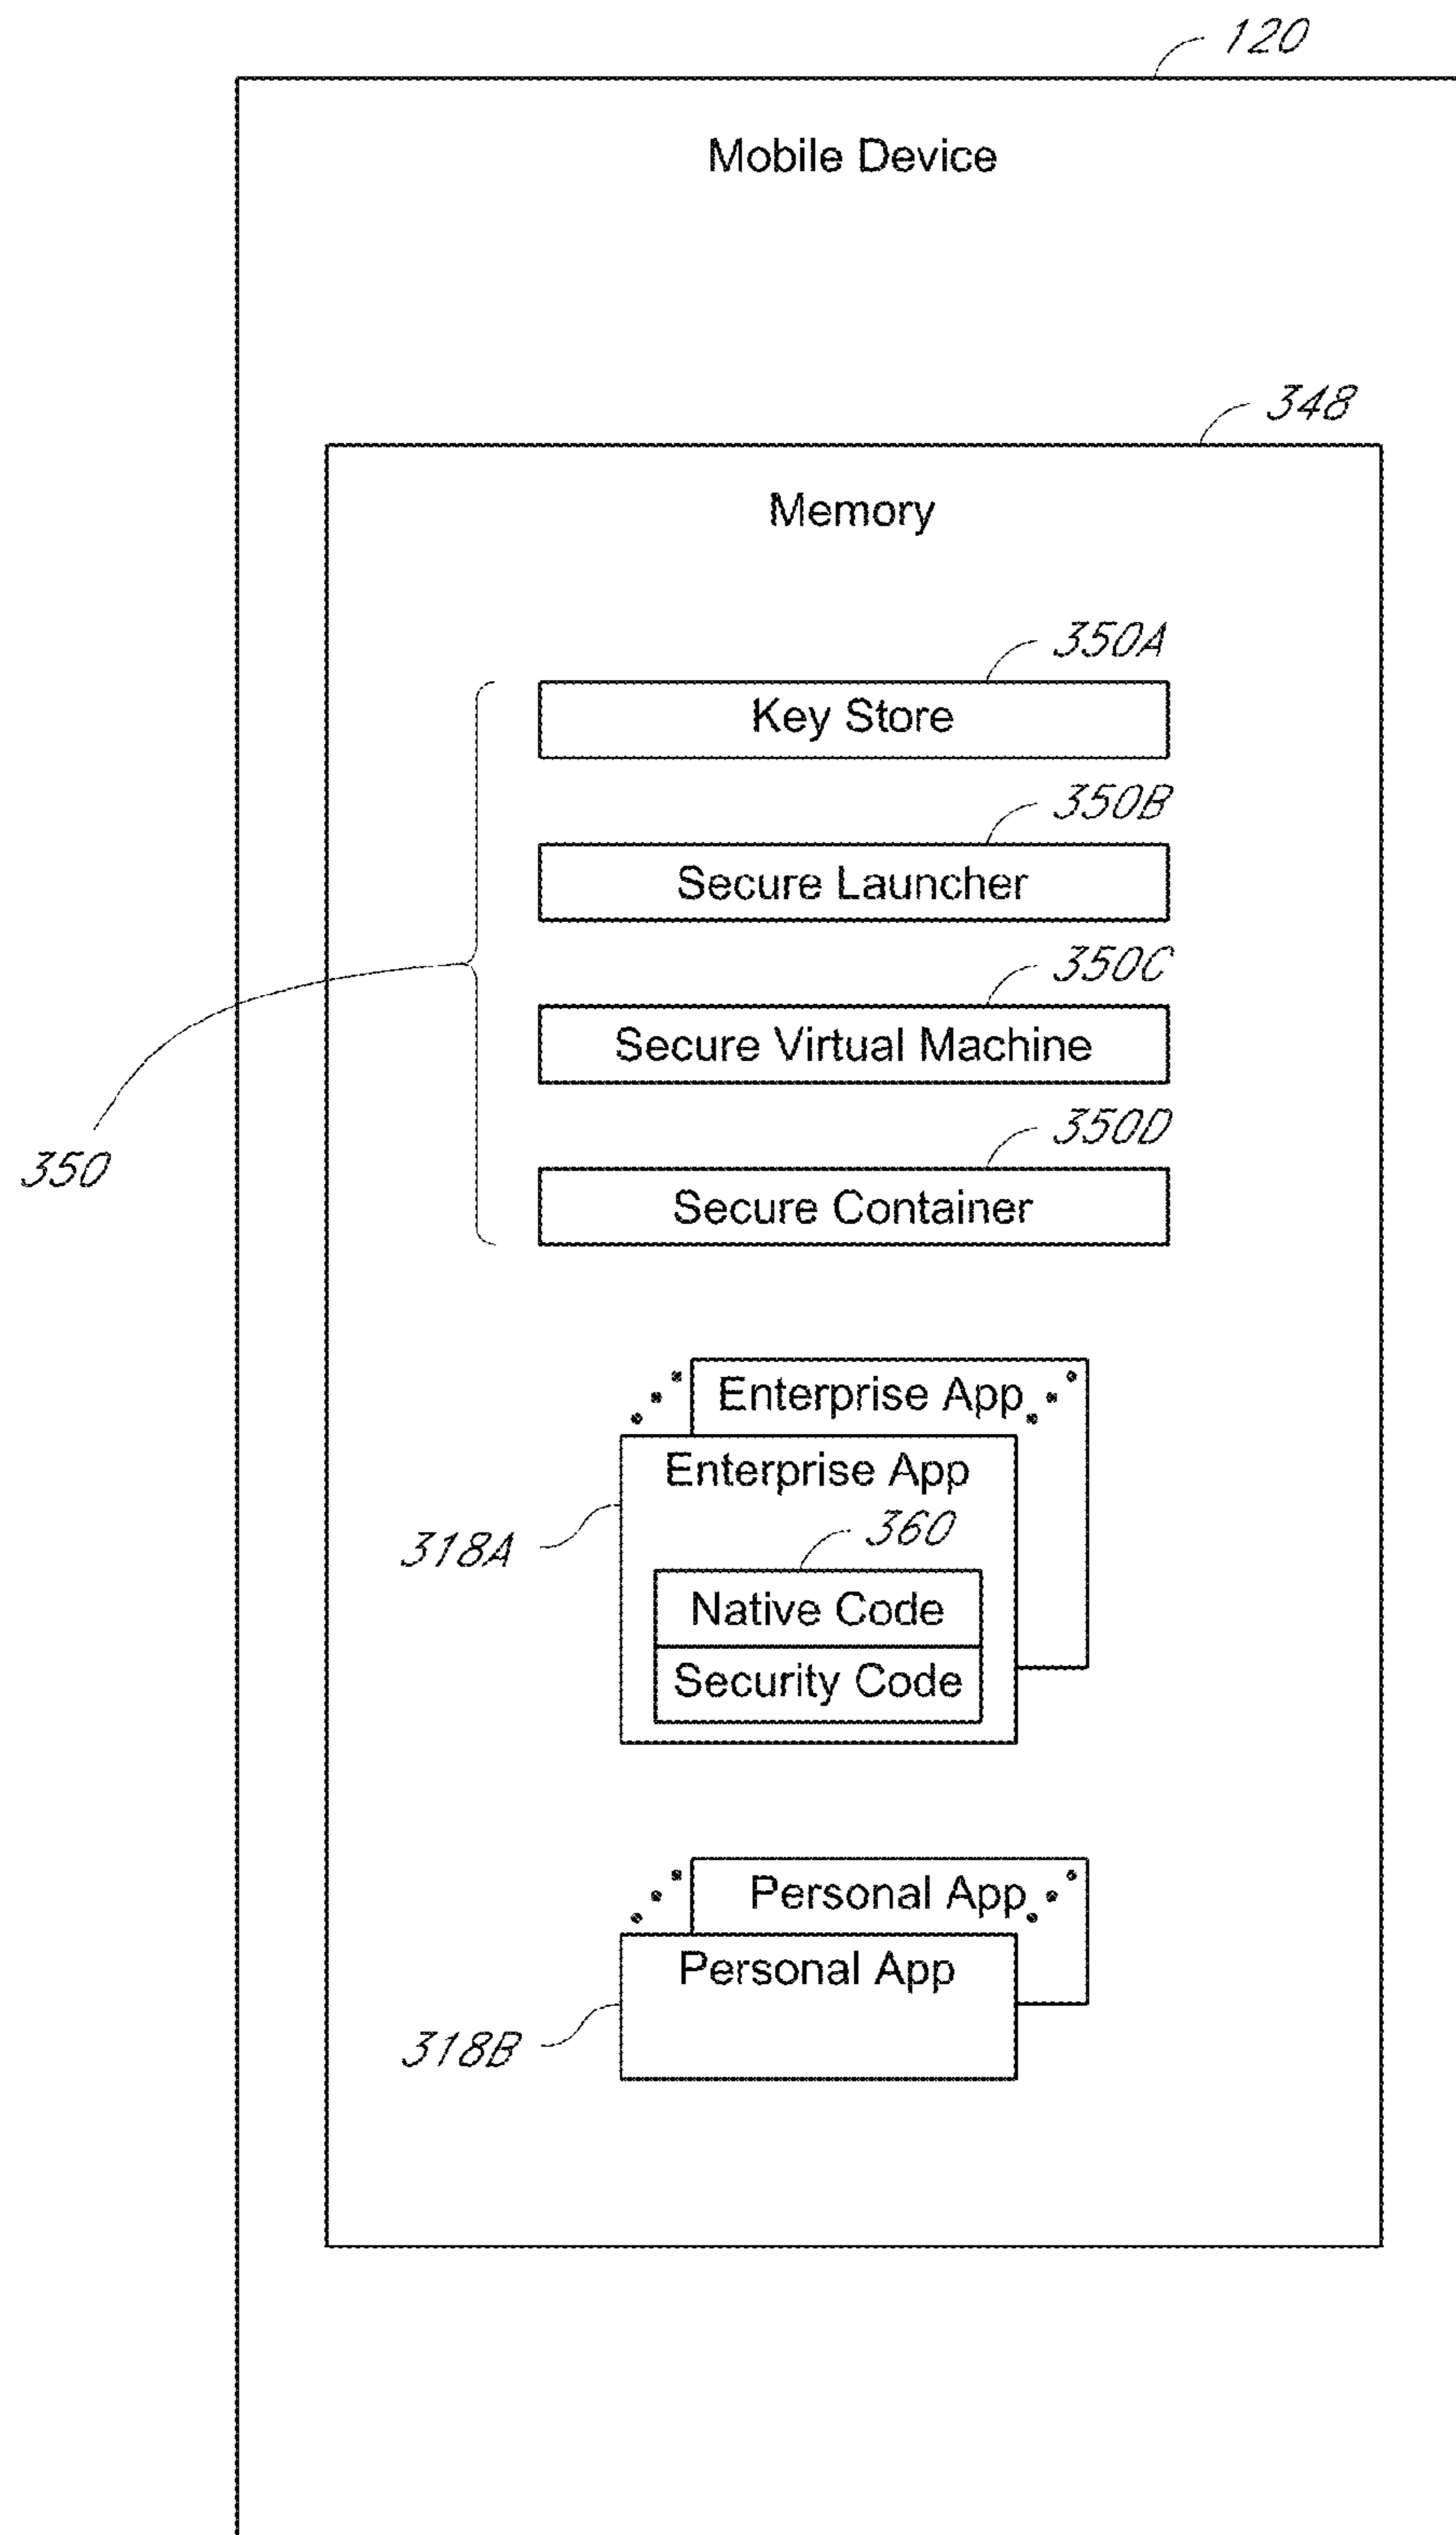 120
Mobile Device
348
Memory
350A
Key Store
350B
Secure Launcher
350C
Secure Virtual Machine
350D
Secure Container
350
Enterprise App
Enterprise App
318A
360
Native Code
Security Code
Personal App
Personal App
318B